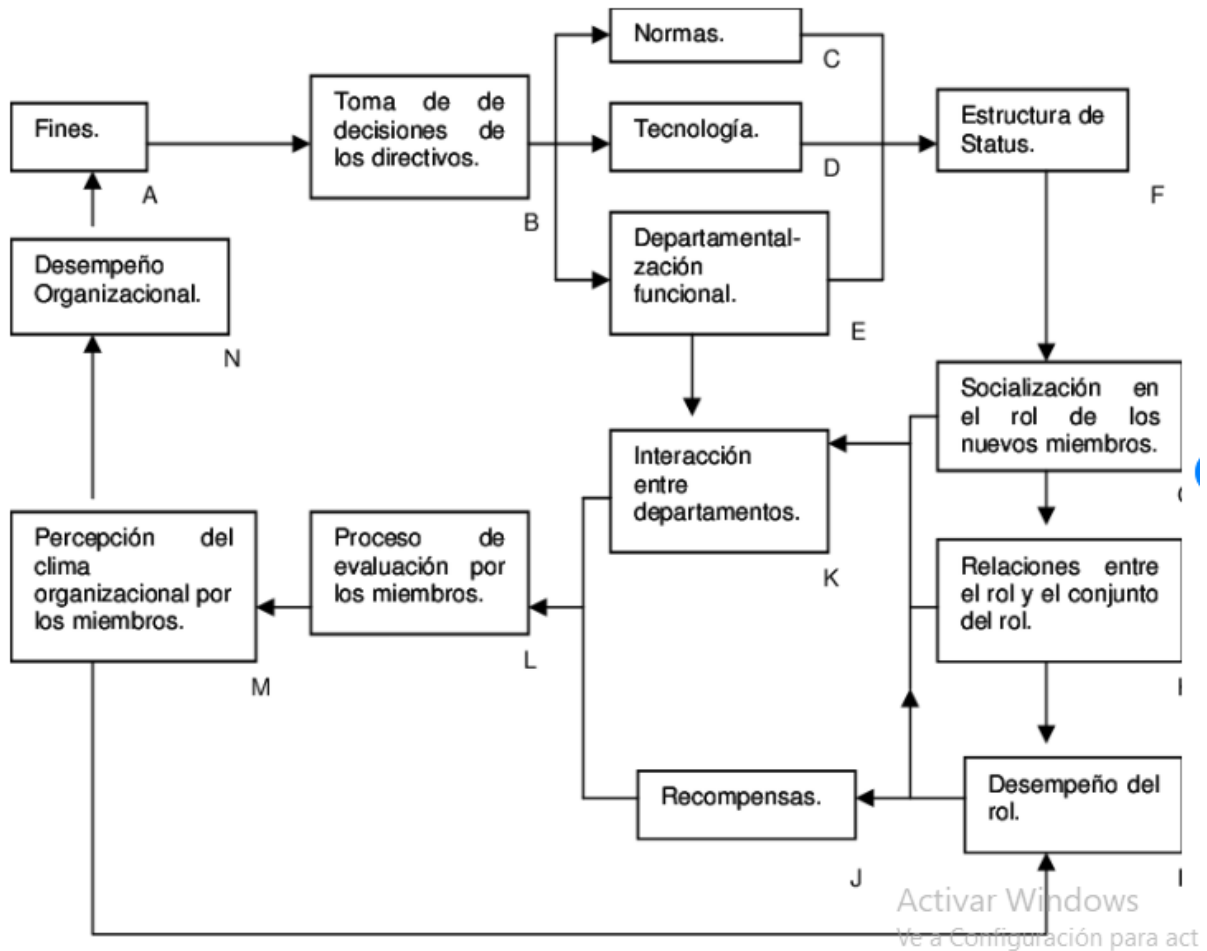 Normas.
C
Fines.
A
Toma de de
decisiones de
los directivos.
B
Tecnología.
D
Estructura de
Status.
F
Departamental-
zación
funcional.
E
Desempeño
Organizacional.
N
Socialización en
el rol de los
nuevos miembros.
Interacción
entre
departamentos.
K
Percepción del
clima
organizacional por
los miembros.
M
Proceso de
evaluación por
los miembros.
L
Relaciones entre
el rol y el conjunto
del rol.
Recompensas.
J
Desempeño del
rol.
Activar Windows
Ve a Configuración para act